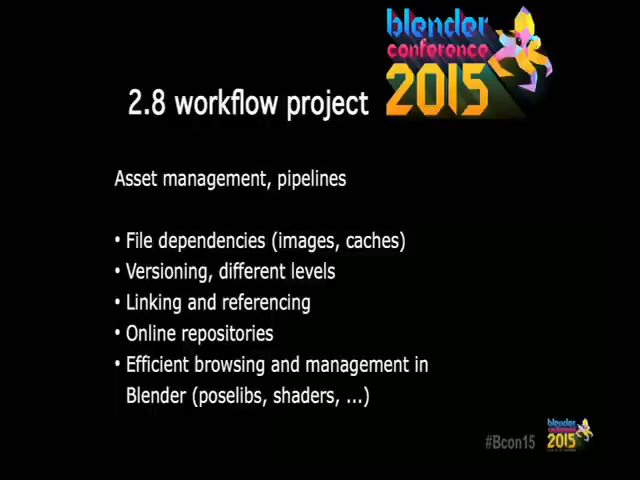 blender
conference
2015
2.8 workflow project
Asset management, pipelines
• File dependencies (images, caches)
• Versioning, different levels
• Linking and referencing
• Online repositories
• Efficient browsing and management in
Blender (poselibs, shaders, ...)
#Bcon15
blender
conference
2015